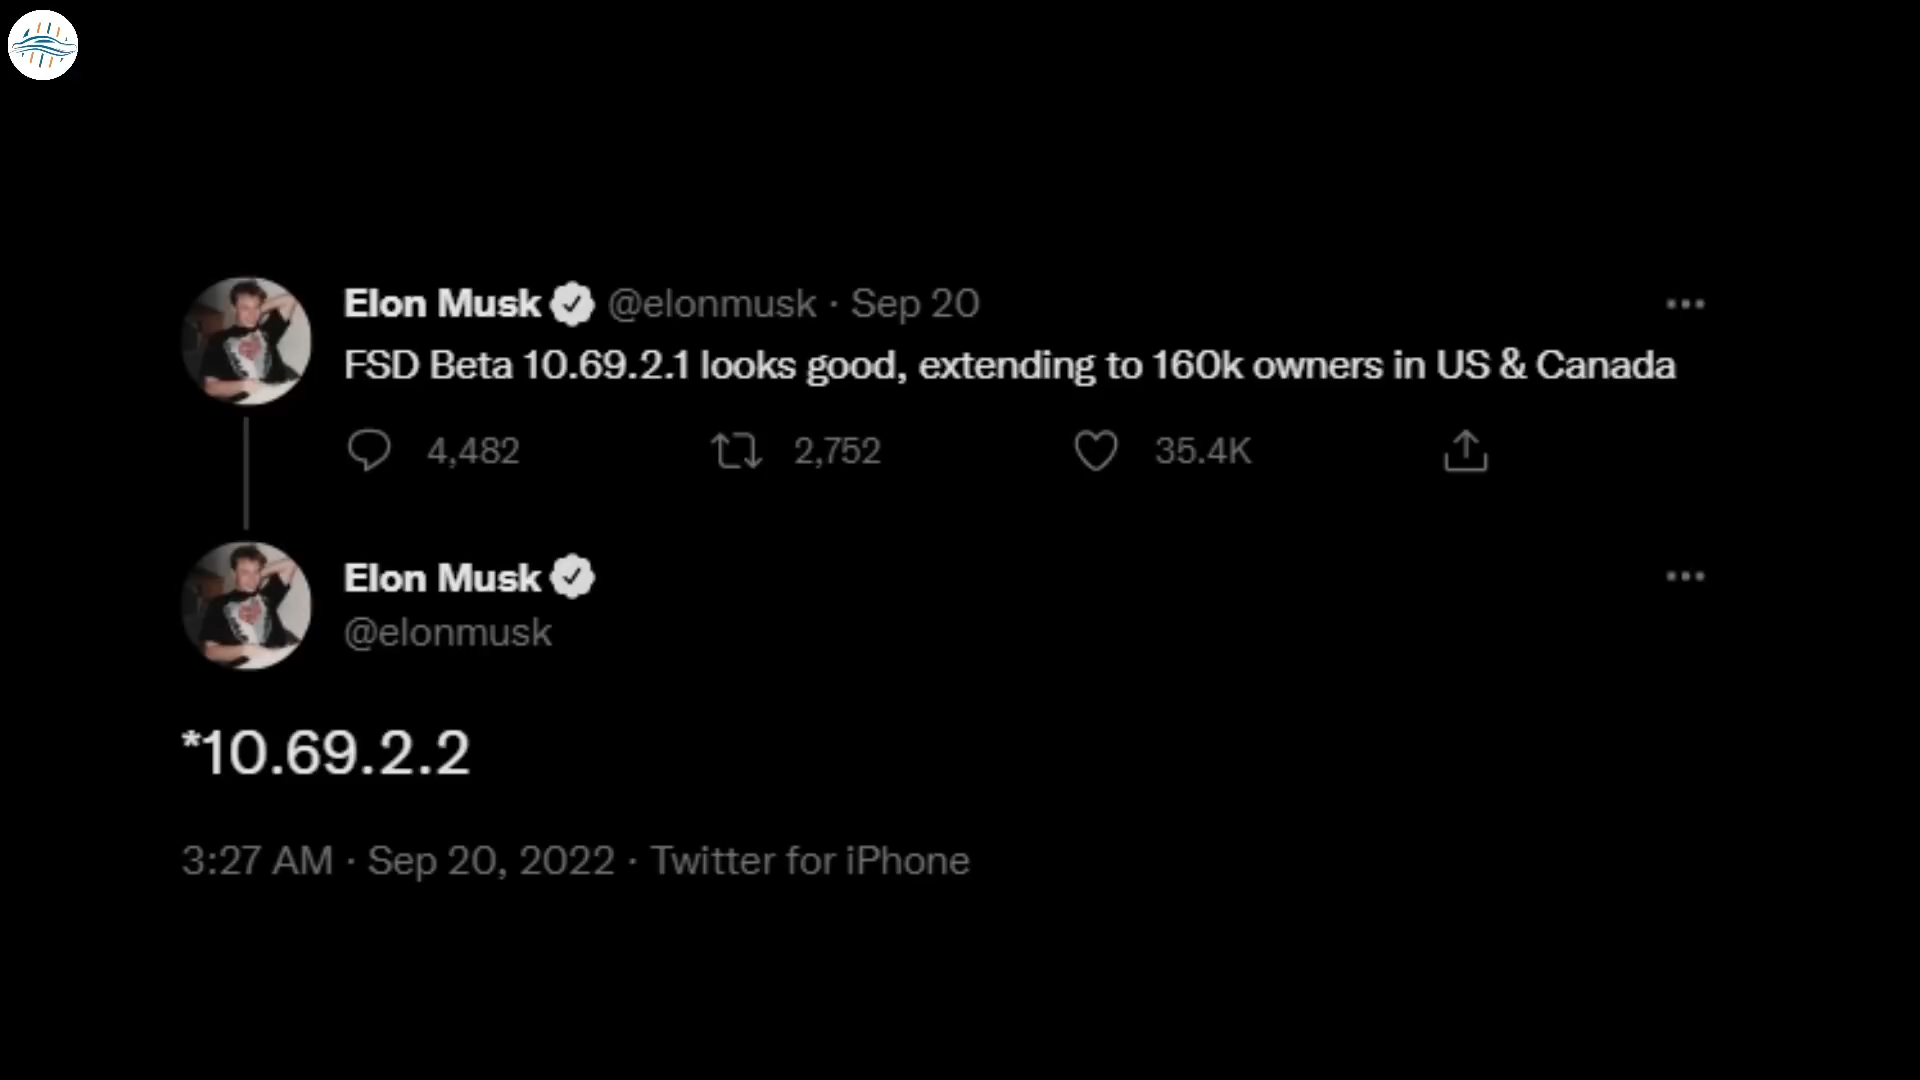 Elon Musk @elonmusk · Sep 20
FSD Beta 10.69.2.1 looks good, extending to 160k owners in US & Canada
4,482 2,752 35.4K
Elon Musk
@elonmusk
*10.69.2.2
3:27 AM · Sep 20, 2022 · Twitter for iPhone